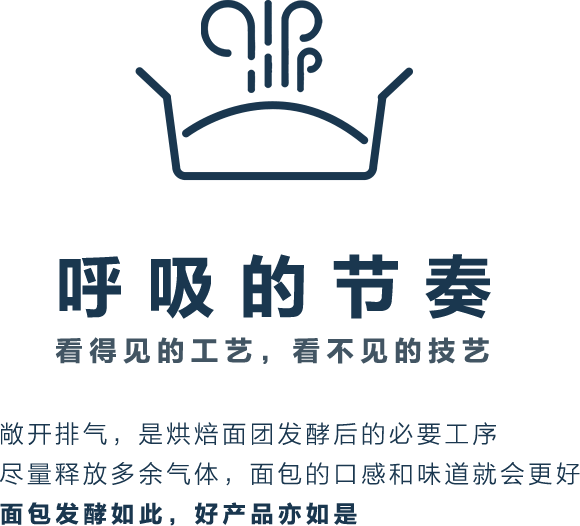 呼吸的节奏
看得见的工艺，看不见的技艺
敞开排气，是烘焙面团发酵后的必要工序
尽量释放多余气体，面包的口感和味道就会更好
面包发酵如此，好产品亦如是